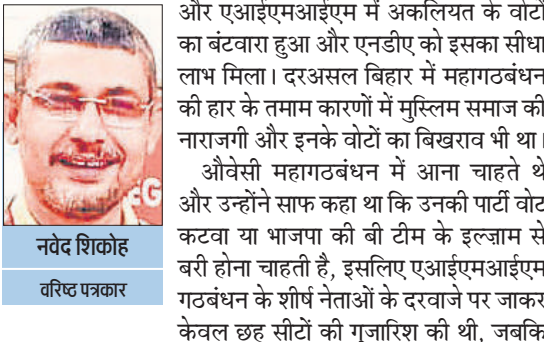 और एआईएमआईएम में अकलियत के वोटों
का बंटवारा हुआ और एनडीए को इसका सीधा
लाभ मिला। दरअसल बिहार में महागठबंधन
की हार के तमाम कारणों में मुस्लिम समाज की
नाराजगी और इनके वोटों का बिखराव भी था।
औवेसी महागठबंधन में आना चाहते थे
और उन्होंने साफ कहा था कि उनकी पार्टी वोट
कटवा या भाजपा की बी टीम के इल्ज़ाम से
बरी होना चाहती है, इसलिए एआईएमआईएम
गठबंधन के शीर्ष नेताओं के दरवाजे पर जाकर
केवल छह सीटों की गुजारिश की थी, जबकि
नवेद शिकोह
वरिष्ठ पत्रकार